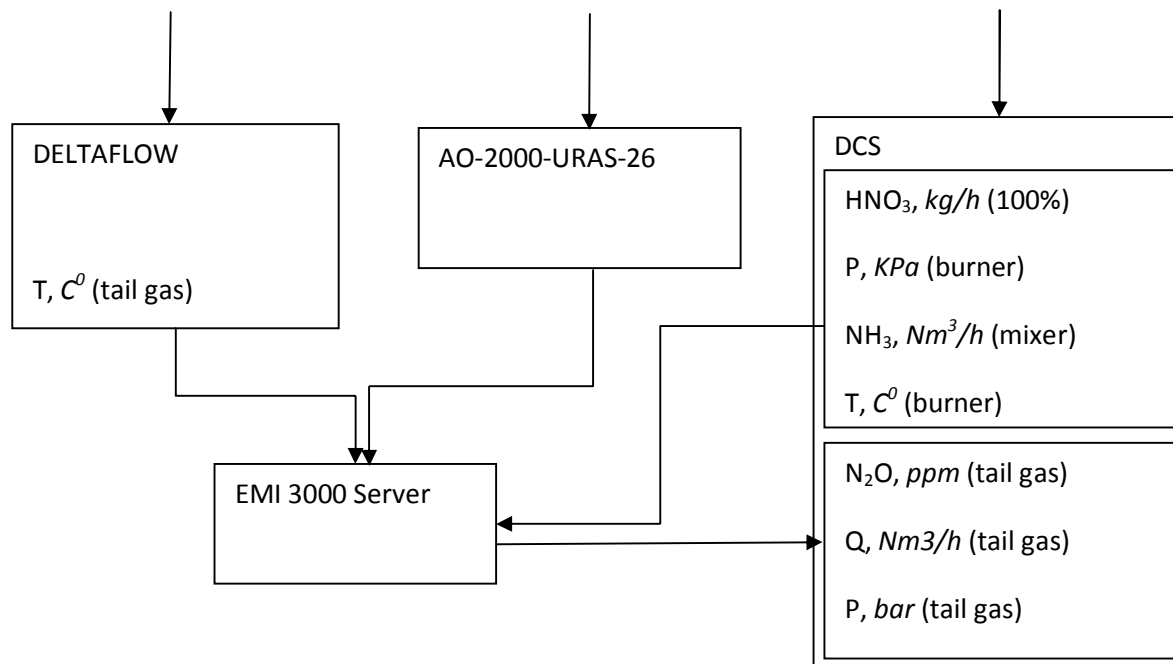 DELTAFLOW
T, C⁰ (tail gas)
AO-2000-URAS-26
DCS
HNO₃, kg/h (100%)
P, KPa (burner)
NH₃, Nm³/h (mixer)
T, C⁰ (burner)
EMI 3000 Server
N₂O, ppm (tail gas)
Q, Nm3/h (tail gas)
P, bar (tail gas)